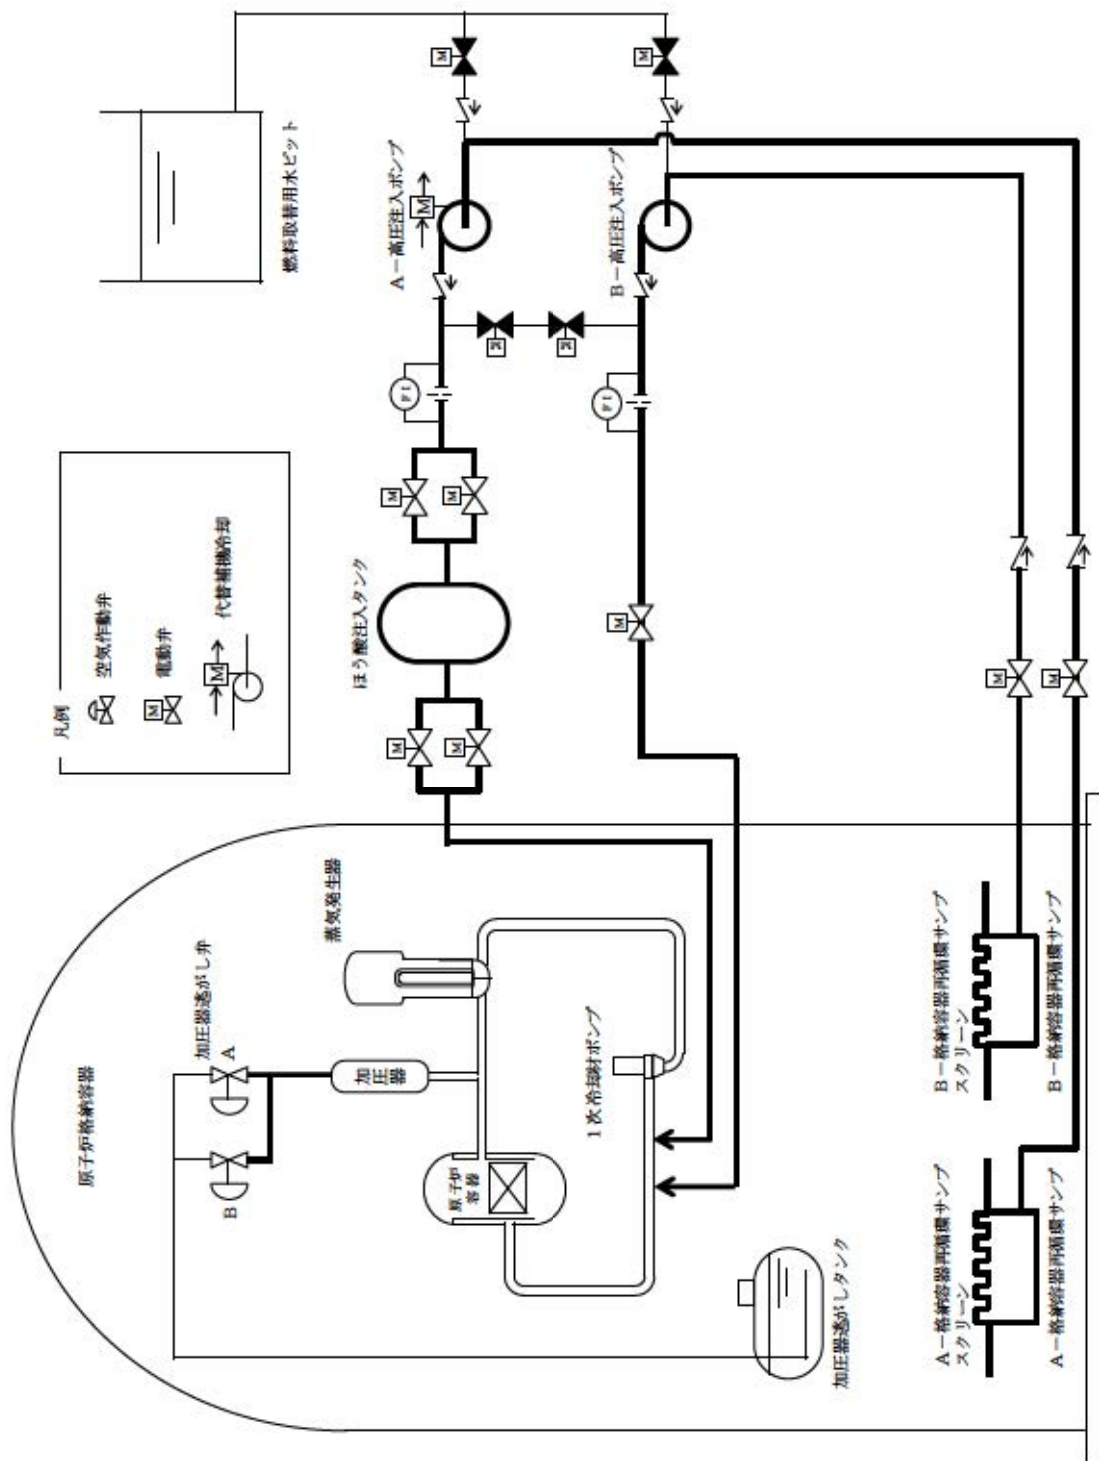 原子炉格納容器
加圧器逃がし弁
A
B
加圧器
蒸気発生器
原子炉
容器
1次冷却材ポンプ
加圧器逃がしタンク
A-格納容器再循環サンプ
スクリーン
A-格納容器再循環サンプ
B-格納容器再循環サンプ
スクリーン
B-格納容器再循環サンプ
凡例
空気作動弁
M
電動弁
M
代替補機冷却
ほう酸注入タンク
M
M
M
M
M
M
M
FI
FI
A-高圧注入ポンプ
M
B-高圧注入ポンプ
M
M
燃料取替用水ピット